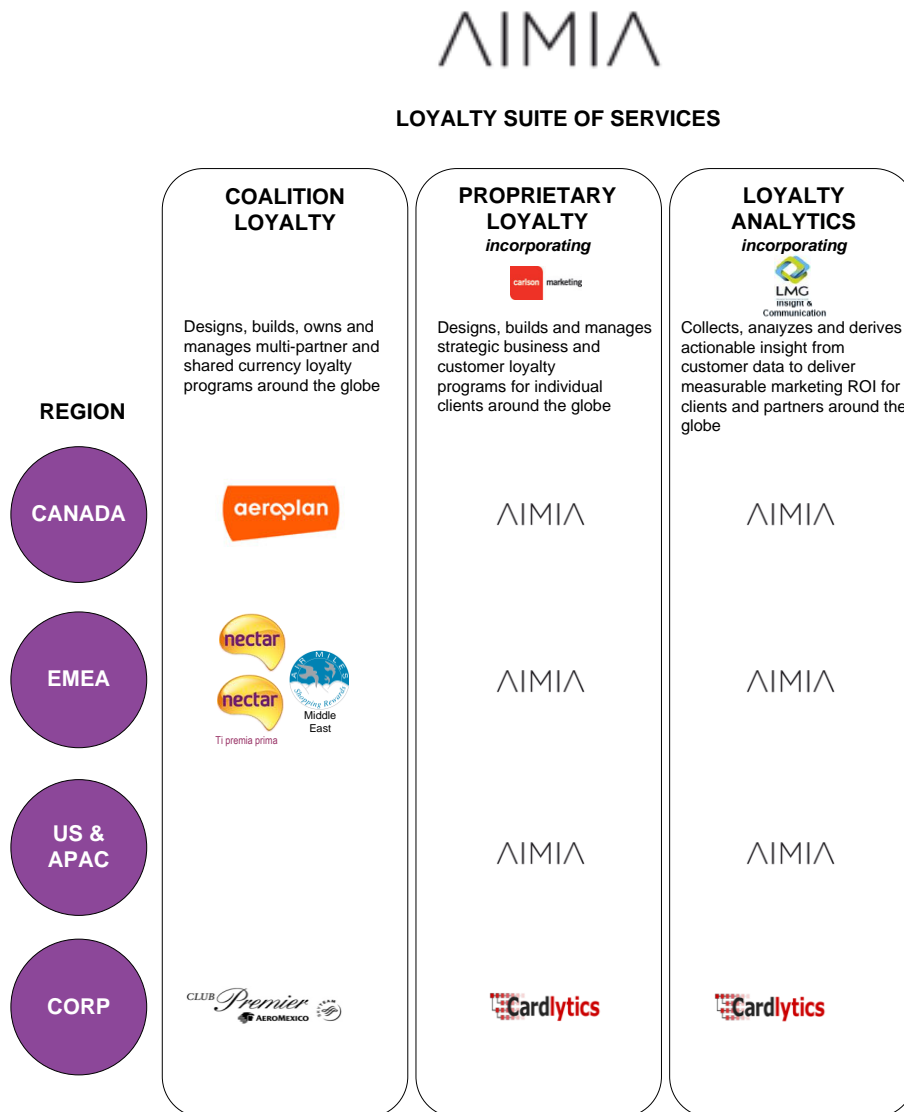 AIMIA
LOYALTY SUITE OF SERVICES
COALITION
LOYALTY
Designs, builds, owns and
manages multi-partner and
shared currency loyalty
programs around the globe
PROPRIETARY
LOYALTY
incorporating
carlson marketing
Designs, builds and manages
strategic business and
customer loyalty
programs for individual
clients around the globe
LOYALTY
ANALYTICS
incorporating
LMG
Insight &
Communication
Collects, analyzes and derives
actionable insight from
customer data to deliver
measurable marketing ROI for
clients and partners around the
globe
REGION
CANADA
aeroplan
AIMIA
AIMIA
EMEA
nectar
nectar
Ti premia prima
AIR MILES
Shopping Rewards
Middle
East
AIMIA
AIMIA
US &
APAC
AIMIA
AIMIA
CORP
CLUB Premier
AEROMEXICO
Cardlytics
Cardlytics